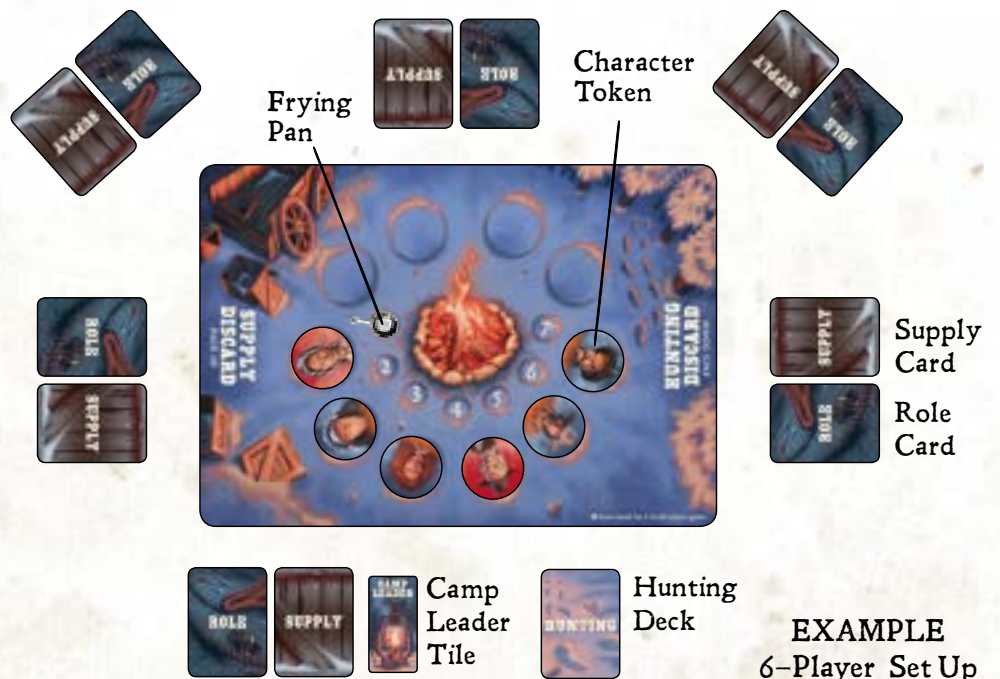 ROLE
SUPPLY
SUPPLY
ROLE
SUPPLY
ROLE
Character
Token
Frying
Pan
SUPPLY
DISCARD
HUNTING
DISCARD
7
2
6
3
5
4
ROLE
SUPPLY
SUPPLY
Supply
Card
ROLE
Role
Card
ROLE
SUPPLY
CAMP
LEADER
Camp
Leader
Tile
HUNTING
Hunting
Deck
EXAMPLE
6-Player Set Up